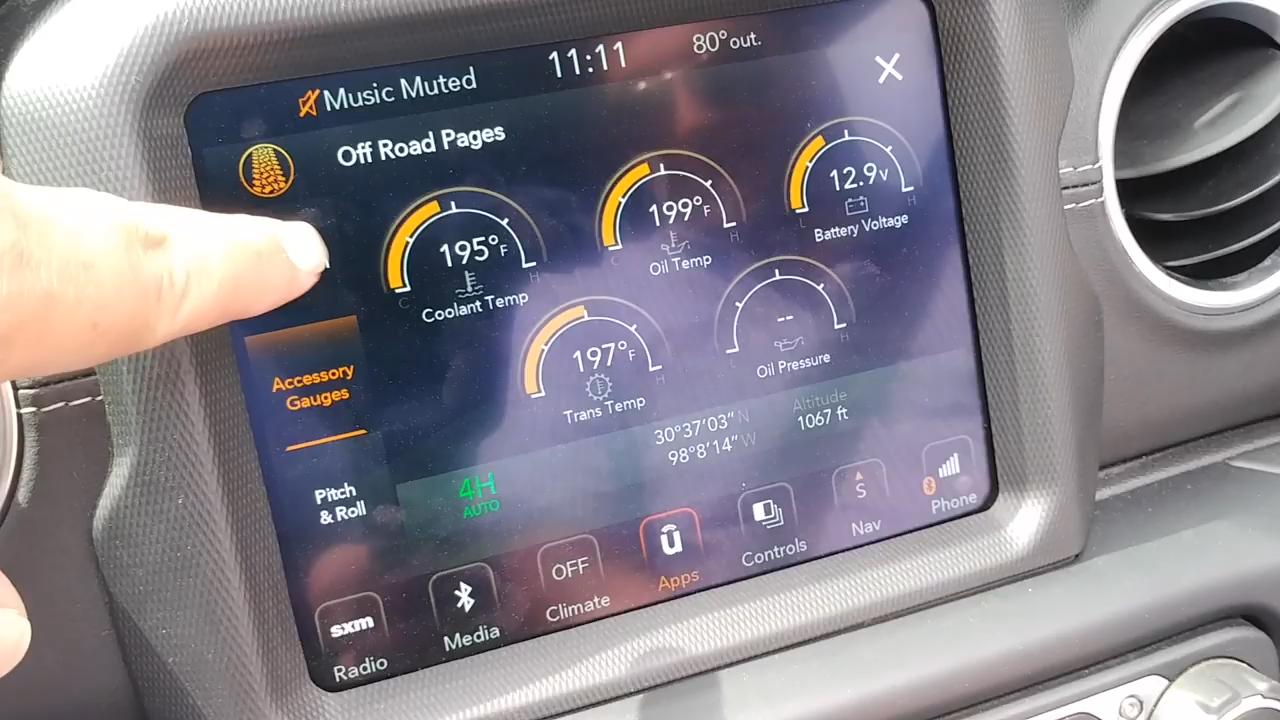 Music Muted
11:11
80° out.
Off Road Pages
195°F
C
H
Coolant Temp
199°F
C
H
Oil Temp
12.9v
L
H
Battery Voltage
197°F
H
Trans Temp
--
L
H
Oil Pressure
Accessory
Gauges
Pitch
& Roll
4H
AUTO
30°37'03" N
98°8'14" W
Altitude
1067 ft
sxm
Radio
Media
OFF
Climate
ū
Apps
Controls
S
Nav
Phone